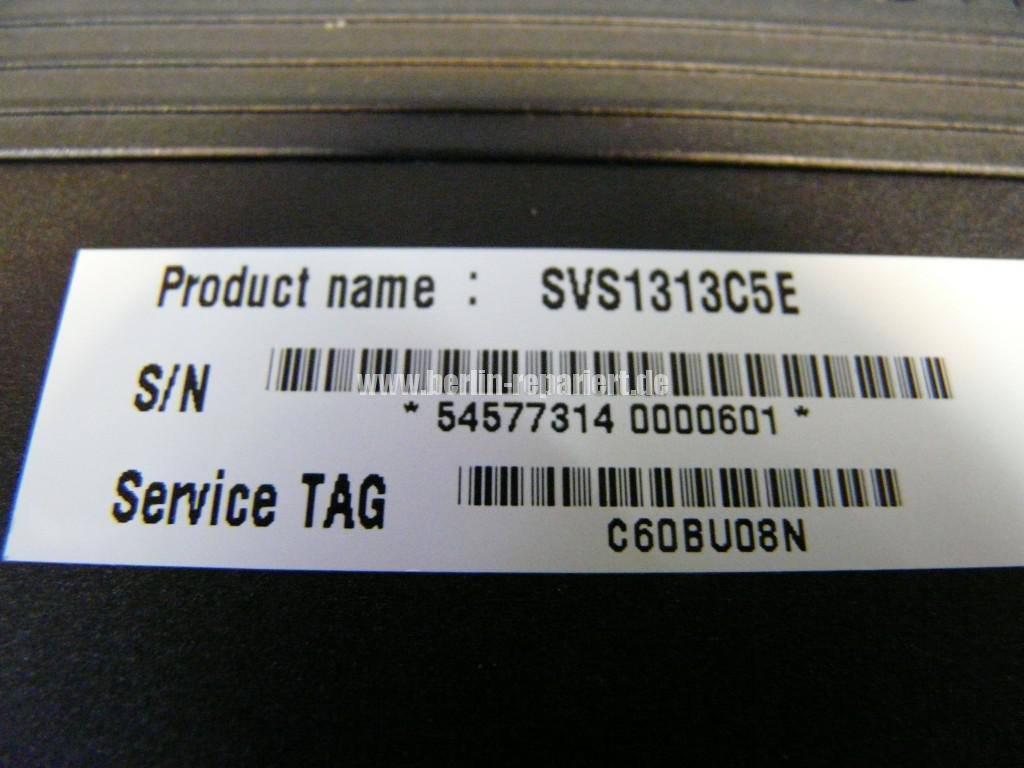 Product name : SVS1313C5E
S/N
www.berlin-repariert.de
* 54577314 0000601 *
Service TAG
C60BU08N